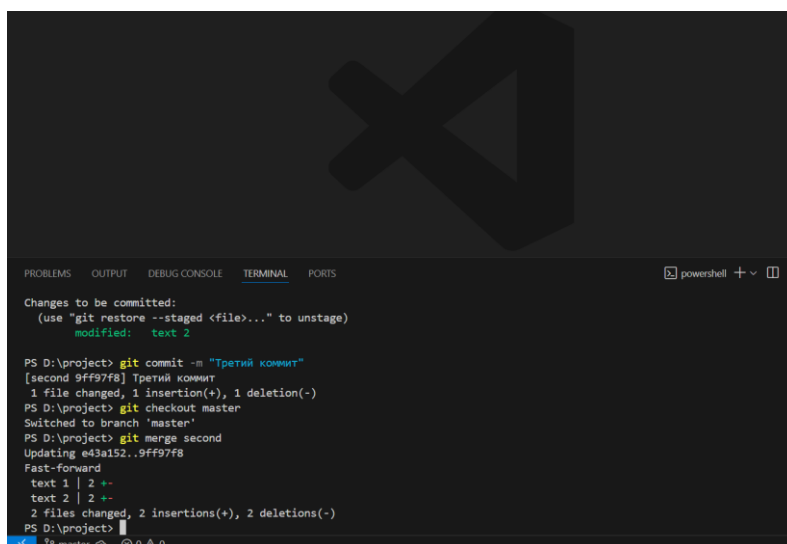 PROBLEMS OUTPUT DEBUG CONSOLE TERMINAL PORTS powershell
Changes to be committed:
(use "git restore --staged <file>..." to unstage)
modified: text 2
PS D:\project> git commit -m "Третий коммит"
[second 9ff97f8] Третий коммит
1 file changed, 1 insertion(+), 1 deletion(-)
PS D:\project> git checkout master
Switched to branch 'master'
PS D:\project> git merge second
Updating e43a152..9ff97f8
Fast-forward
text 1 | 2 +-
text 2 | 2 +-
2 files changed, 2 insertions(+), 2 deletions(-)
PS D:\project>
master 0 0